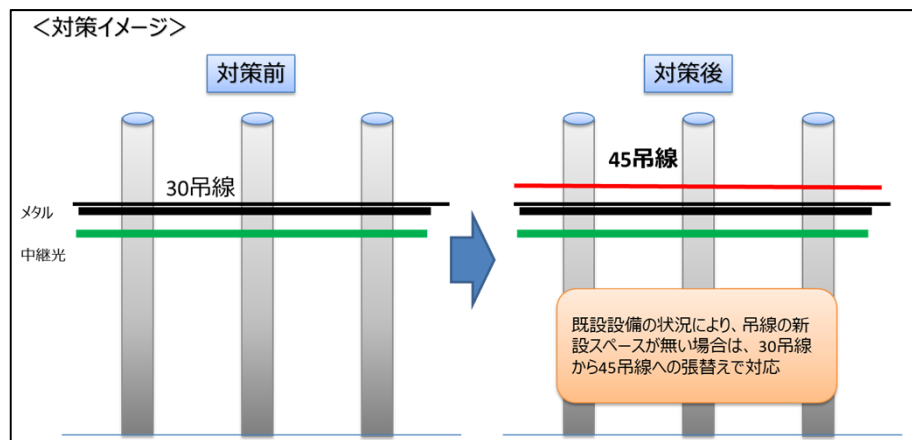 ＜対策イメージ＞
対策前
対策後
30吊線
45吊線
メタル
中継光
既設設備の状況により、吊線の新
設スペースが無い場合は、30吊線
から45吊線への張替えで対応